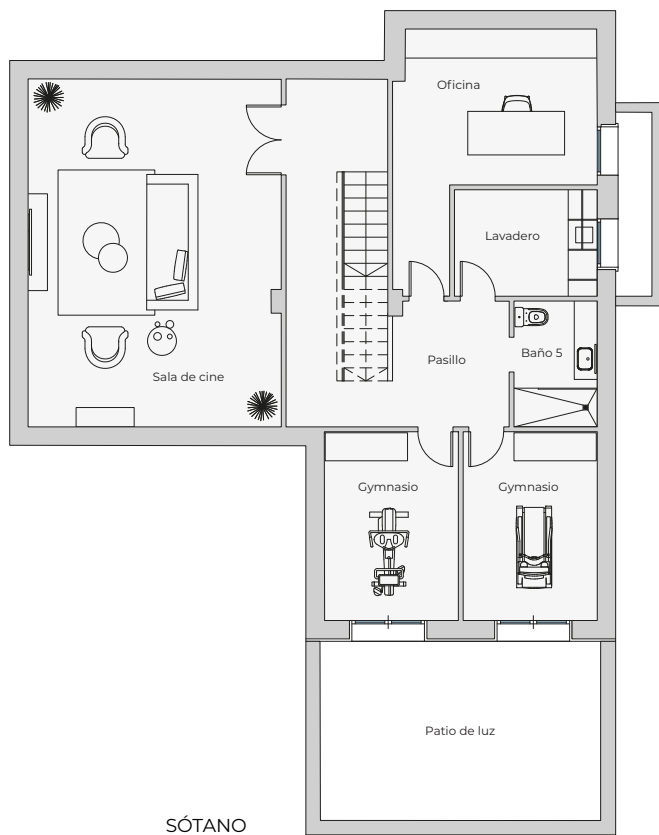 Oficina
Lavadero
Pasillo
Baño 5
Sala de cine
Gymnasio
Gymnasio
Patio de luz
SÓTANO